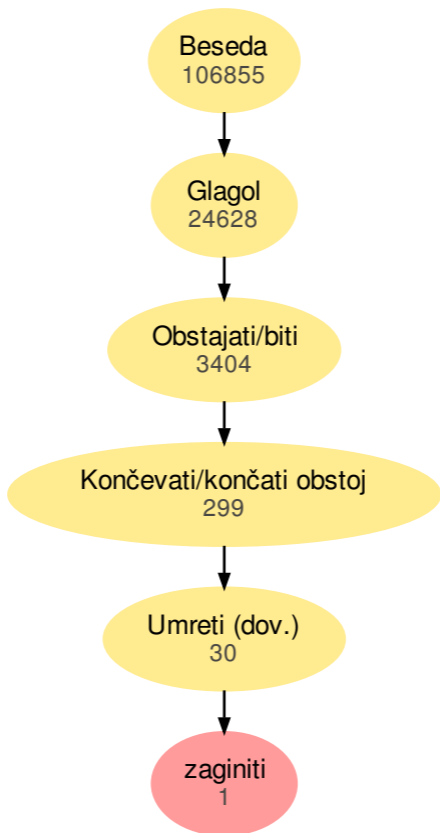 Beseda
106855
Glagol
24628
Obstajati/biti
3404
Končevati/končati obstoj
299
Umreti (dov.)
30
zaginiti
1